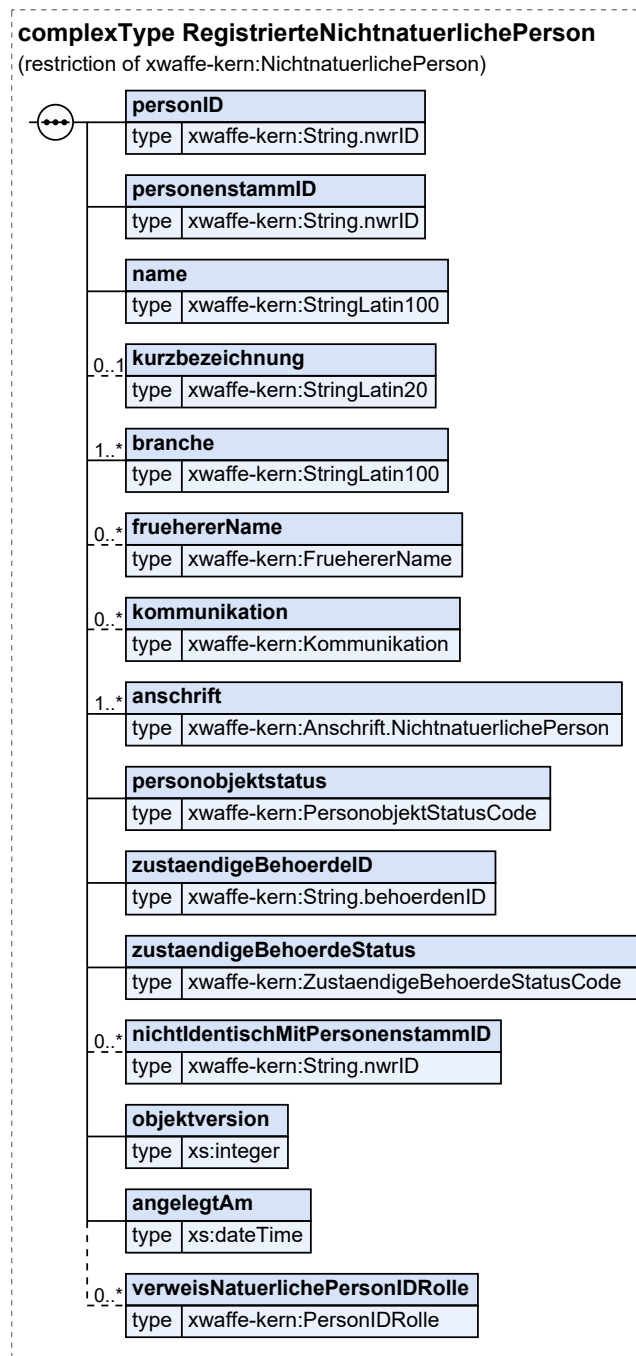 complexType RegistrierteNichtnatuerlichePerson
(restriction of xwaffe-kern:NichtnatuerlichePerson)
personID
type xwaffe-kern:String.nwrID
personenstammID
type xwaffe-kern:String.nwrID
name
type xwaffe-kern:StringLatin100
0..1 kurzbezeichnung
type xwaffe-kern:StringLatin20
1..* branche
type xwaffe-kern:StringLatin100
0..* fruehererName
type xwaffe-kern:FruehererName
0..* kommunikation
type xwaffe-kern:Kommunikation
1..* anschrift
type xwaffe-kern:Anschrift.NichtnatuerlichePerson
personobjektstatus
type xwaffe-kern:PersonobjektStatusCode
zustaendigeBehoerdeID
type xwaffe-kern:String.behoerdenID
zustaendigeBehoerdeStatus
type xwaffe-kern:ZustaendigeBehoerdeStatusCode
0..* nichtIdentischMitPersonenstammID
type xwaffe-kern:String.nwrID
objektversion
type xs:integer
angelegtAm
type xs:dateTime
0..* verweisNatuerlichePersonIDRolle
type xwaffe-kern:PersonIDRolle